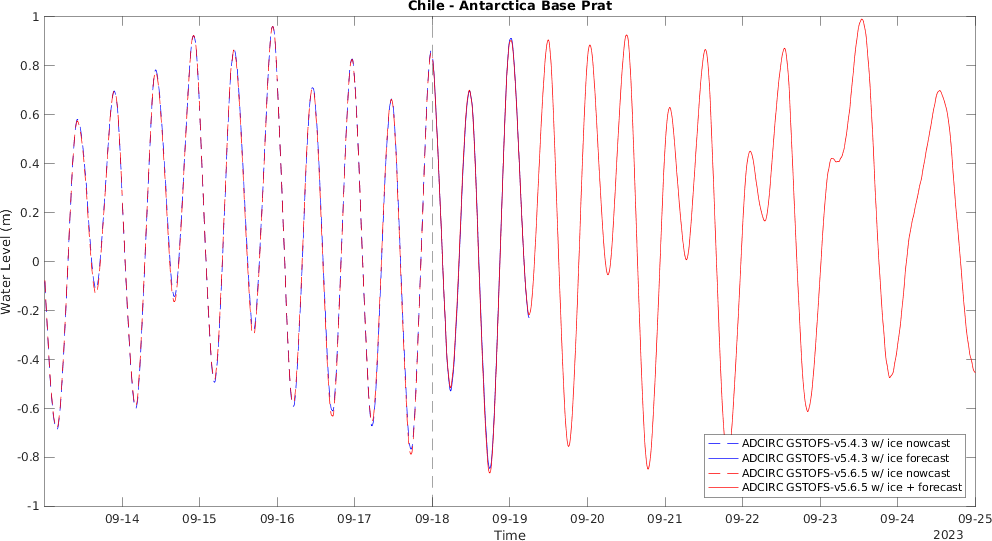 Chile - Antarctica Base Prat
1
0.8
0.6
0.4
0.2
0
-0.2
-0.4
-0.6
-0.8
-1
Water Level (m)
09-14 09-15 09-16 09-17 09-18 09-19 09-20 09-21 09-22 09-23 09-24 09-25
Time
2023
ADCIRC GSTOFS-v5.4.3 w/ ice nowcast
ADCIRC GSTOFS-v5.4.3 w/ ice forecast
ADCIRC GSTOFS-v5.6.5 w/ ice nowcast
ADCIRC GSTOFS-v5.6.5 w/ ice + forecast